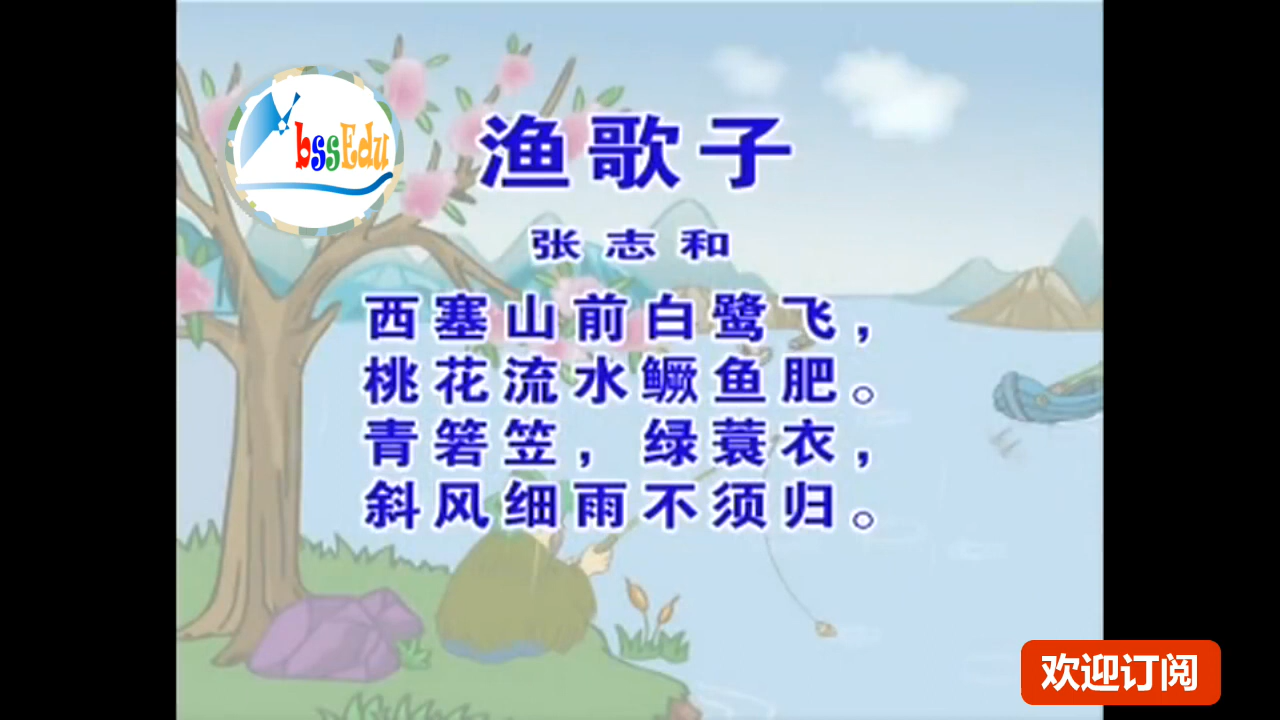 bssEdu
渔歌子
张志和
西塞山前白鹭飞，
桃花流水鳜鱼肥。
青箬笠，绿蓑衣，
斜风细雨不须归。
欢迎订阅